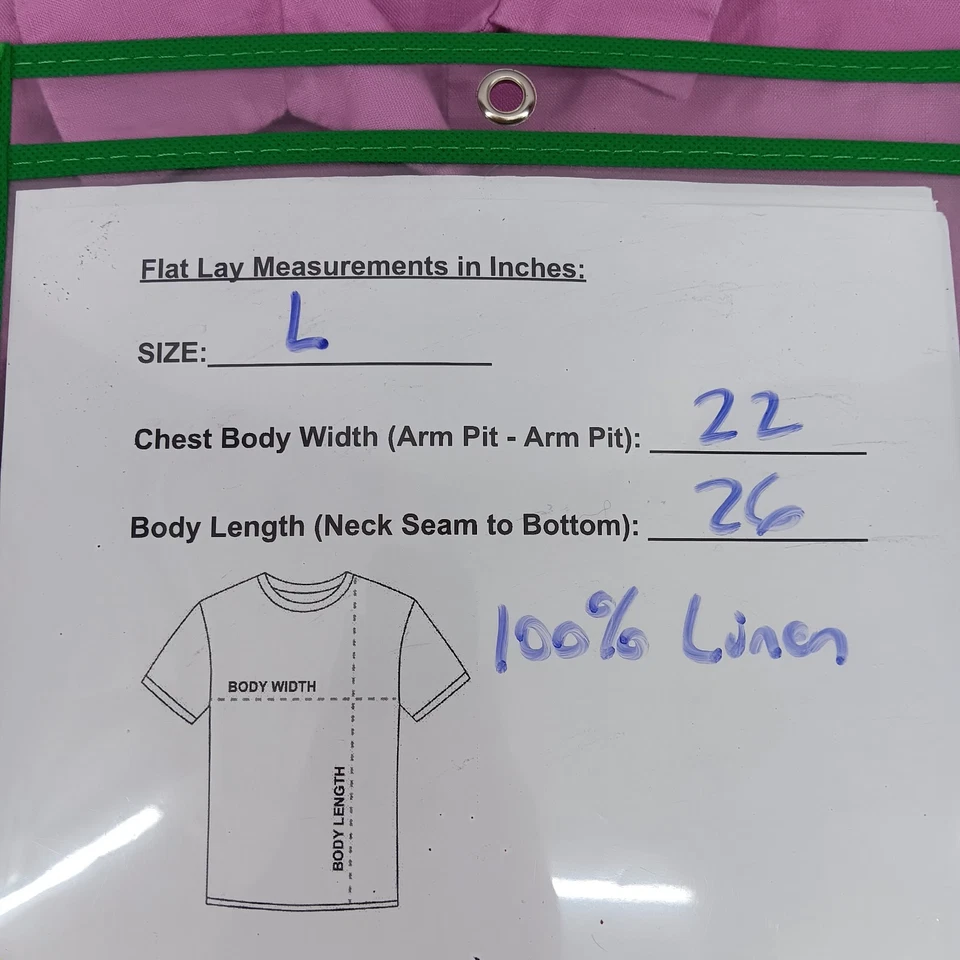 Flat Lay Measurements in Inches:
SIZE: L
Chest Body Width (Arm Pit - Arm Pit): 22
Body Length (Neck Seam to Bottom): 26
100% Linen
BODY WIDTH
BODY LENGTH